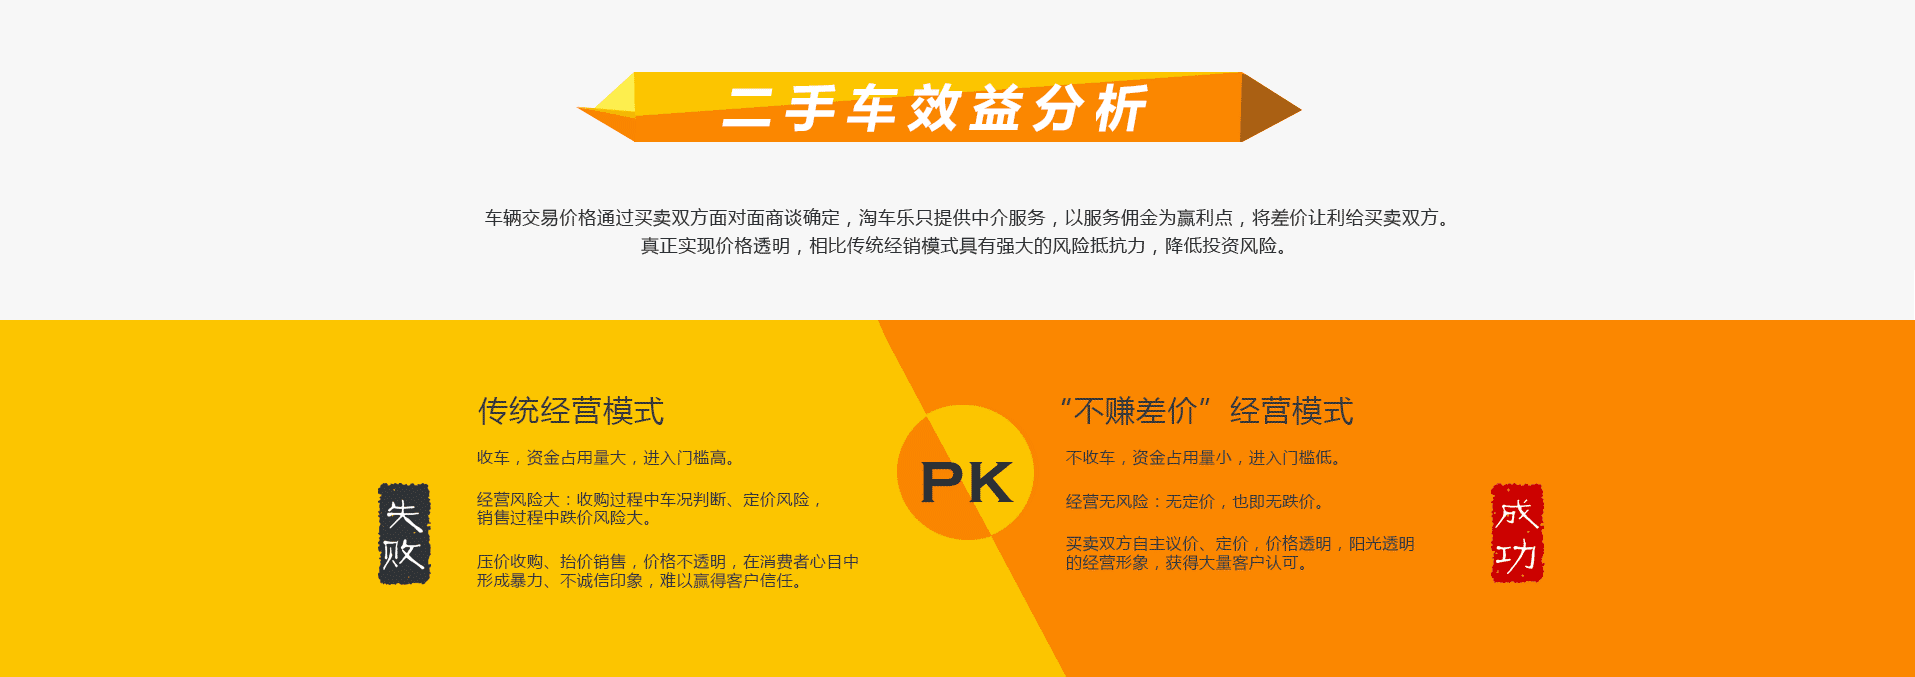 二手车效益分析
车辆交易价格通过买卖双方面对面商谈确定，淘车乐只提供中介服务，以服务佣金为赢利点，将差价让利给买卖双方。
真正实现价格透明，相比传统经销模式具有强大的风险抵抗力，降低投资风险。
传统经营模式
收车，资金占用量大，进入门槛高。
经营风险大：收购过程中车况判断、定价风险，
销售过程中跌价风险大。
压价收购、抬价销售，价格不透明，在消费者心目中
形成暴力、不诚信印象，难以赢得客户信任。
失败
PK
“不赚差价”经营模式
不收车，资金占用量小，进入门槛低。
经营无风险：无定价，也即无跌价。
买卖双方自主议价、定价，价格透明，阳光透明
的经营形象，获得大量客户认可。
成功